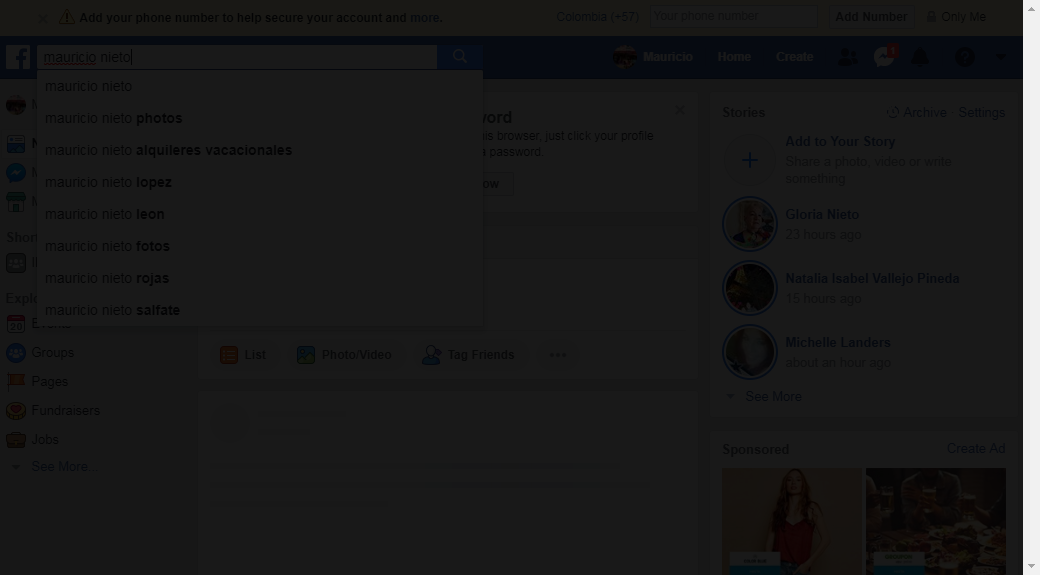 Add your phone number to help secure your account and more.
Colombia (+57)
Your phone number
Add Number
Only Me
mauricio nieto
Mauricio
Home
Create
mauricio nieto
mauricio nieto photos
mauricio nieto alquileres vacacionales
mauricio nieto lopez
mauricio nieto leon
mauricio nieto fotos
mauricio nieto rojas
mauricio nieto salfate
his browser, just click your profile
a password.
Events
Groups
Pages
Fundraisers
Jobs
See More
List
Photo/Video
Tag Friends
Stories
Archive · Settings
Add to Your Story
Share a photo, video or write
something
Gloria Nieto
23 hours ago
Natalia Isabel Vallejo Pineda
15 hours ago
Michelle Landers
about an hour ago
See More
Sponsored
Create Ad